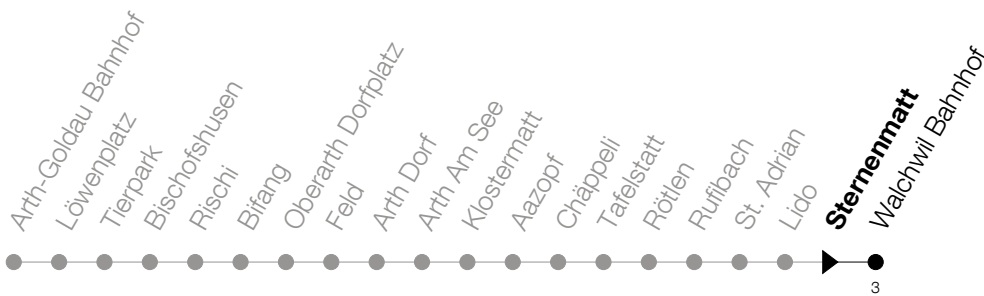 Arth-Goldau Bahnhof
Löwenplatz
Tierpark
Bischofshusen
Rischi
Bifang
Oberarth Dorfplatz
Feld
Arth Dorf
Arth Am See
Klostermatt
Aazopf
Chäppeli
Tafelstatt
Rötlen
Rufibach
St. Adrian
Lido
Sternenmatt
Walchwil Bahnhof
3